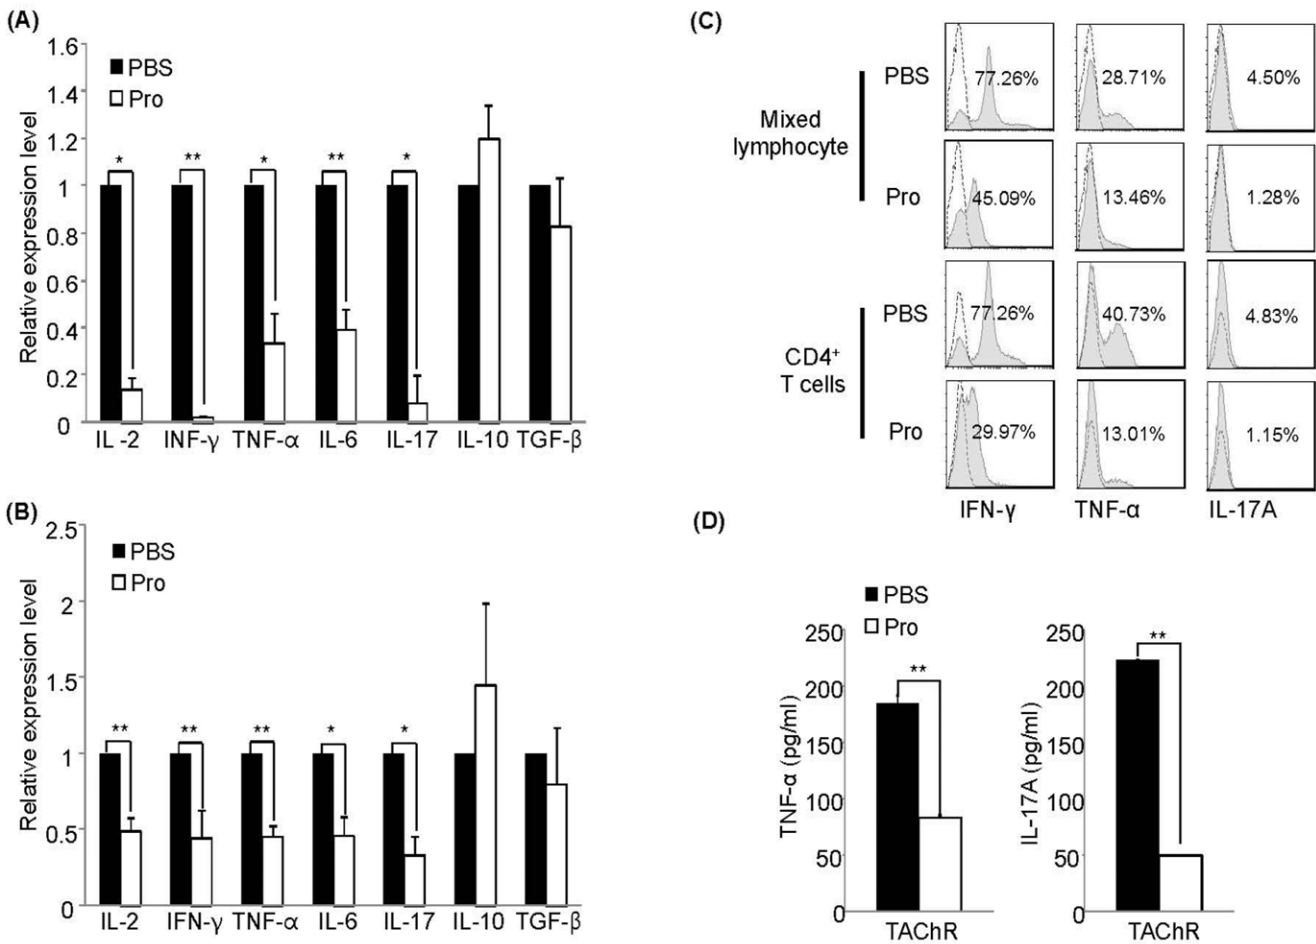 (A)
1.6
1.4
1.2
1
0.8
0.6
0.4
0.2
0
Relative expression level
PBS
Pro
* ** * ** *
IL -2 INF-γ TNF-α IL-6 IL-17 IL-10 TGF-β
(B)
2.5
2
1.5
1
0.5
0
Relative expression level
PBS
Pro
** ** ** * *
IL-2 IFN-γ TNF-α IL-6 IL-17 IL-10 TGF-β
(C)
Mixed
lymphocyte
PBS 77.26% 28.71% 4.50%
Pro 45.09% 13.46% 1.28%
CD4⁺
T cells
PBS 77.26% 40.73% 4.83%
Pro 29.97% 13.01% 1.15%
IFN-γ TNF-α IL-17A
(D)
PBS
Pro
250
200
150
100
50
0
TNF-α (pg/ml)
**
TAChR
250
200
150
100
50
0
IL-17A (pg/ml)
**
TAChR